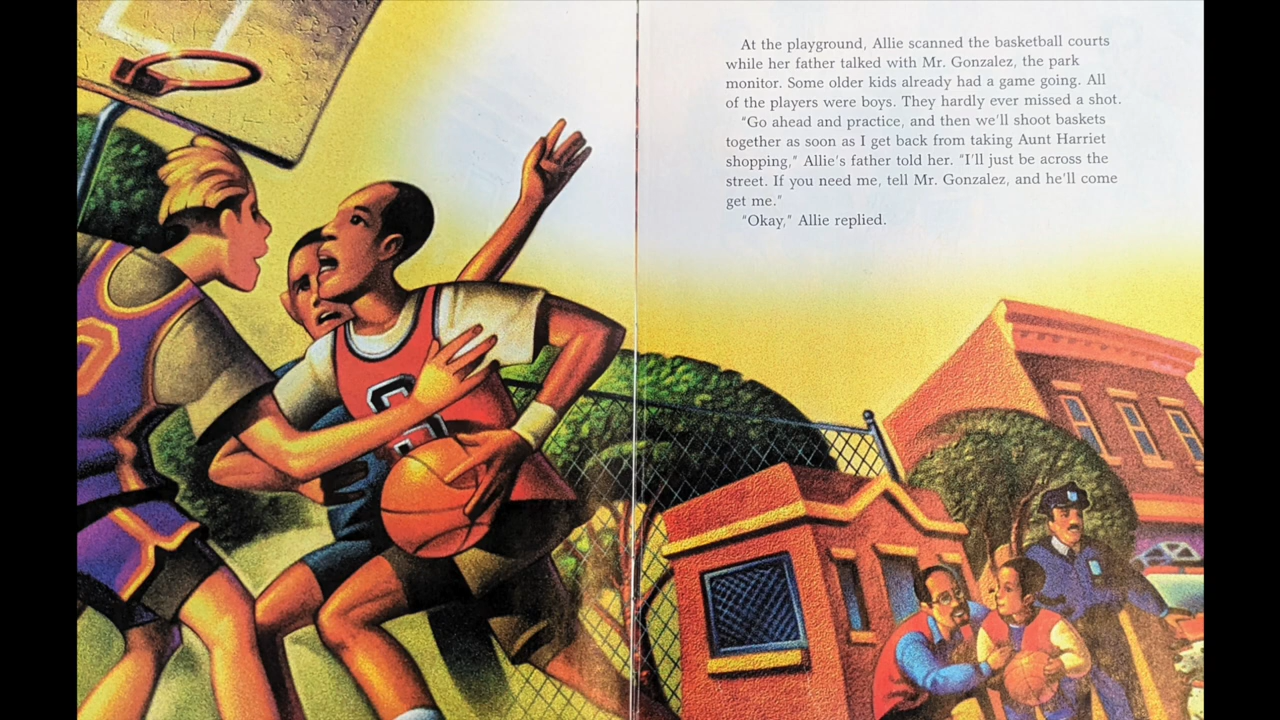 At the playground, Allie scanned the basketball courts
while her father talked with Mr. Gonzalez, the park
monitor. Some older kids already had a game going. All
of the players were boys. They hardly ever missed a shot.
"Go ahead and practice, and then we'll shoot baskets
together as soon as I get back from taking Aunt Harriet
shopping," Allie's father told her. "I'll just be across the
street. If you need me, tell Mr. Gonzalez, and he'll come
get me."
"Okay," Allie replied.